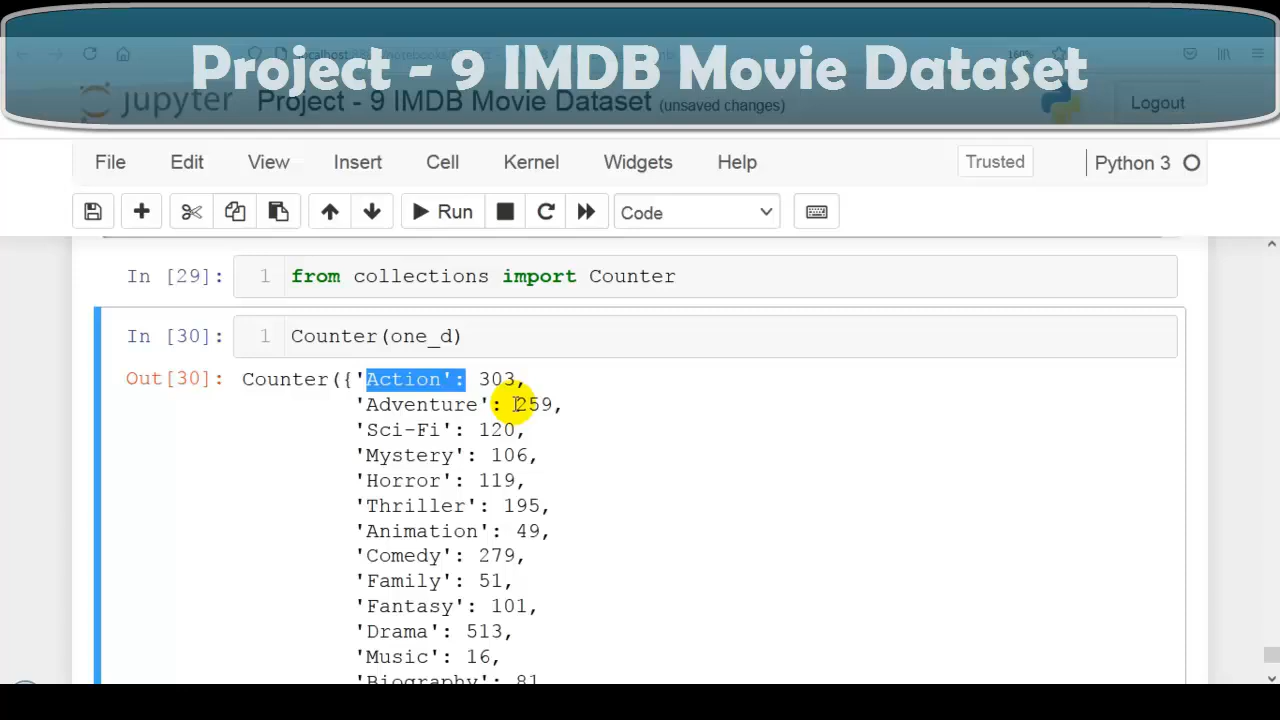 Project - 9 IMDB Movie Dataset
jupyter Project - 9 IMDB Movie Dataset (unsaved changes) Logout
File Edit View Insert Cell Kernel Widgets Help Trusted Python 3
Run Code
In [29]: 1 from collections import Counter
In [30]: 1 Counter(one_d)
Out[30]: Counter({'Action': 303,
'Adventure': 259,
'Sci-Fi': 120,
'Mystery': 106,
'Horror': 119,
'Thriller': 195,
'Animation': 49,
'Comedy': 279,
'Family': 51,
'Fantasy': 101,
'Drama': 513,
'Music': 16,
'Biography': 81